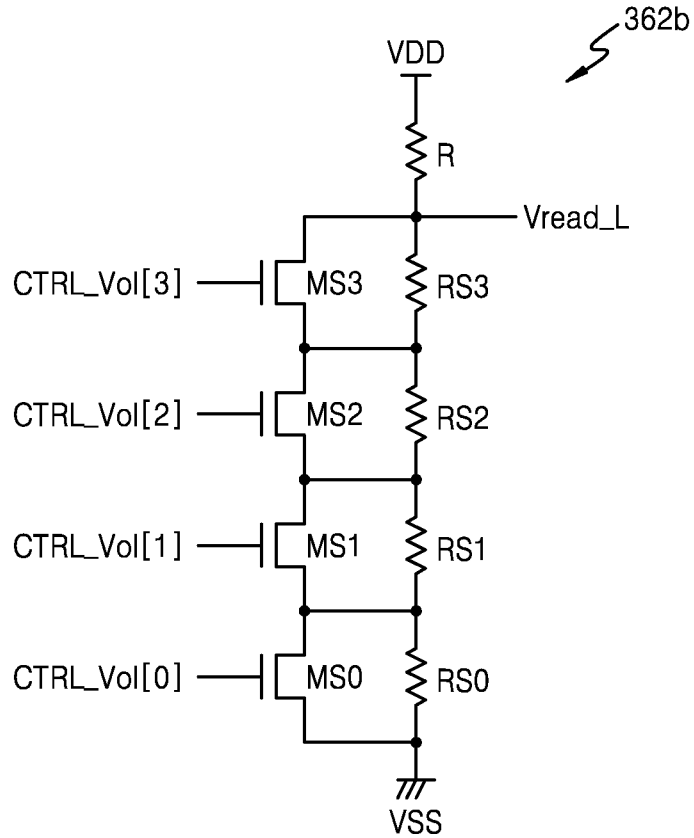 362b
VDD
R
Vread_L
CTRL_Vol[3]
MS3
RS3
CTRL_Vol[2]
MS2
RS2
CTRL_Vol[1]
MS1
RS1
CTRL_Vol[0]
MS0
RS0
VSS